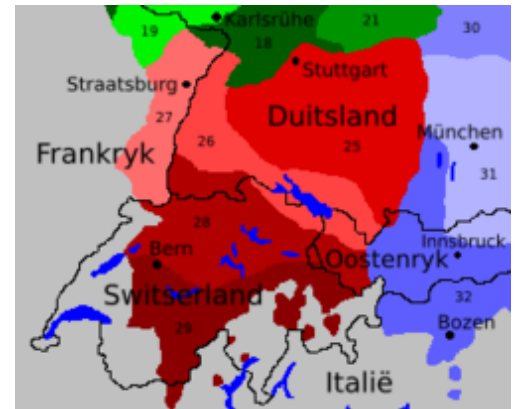 Karlsrühe
19
18
21
30
Stuttgart
Straatsburg
27
Duitsland
26
25
München
Frankryk
31
28
Innsbruck
Bern
Oostenryk
Switserland
32
29
Bozen
Italië